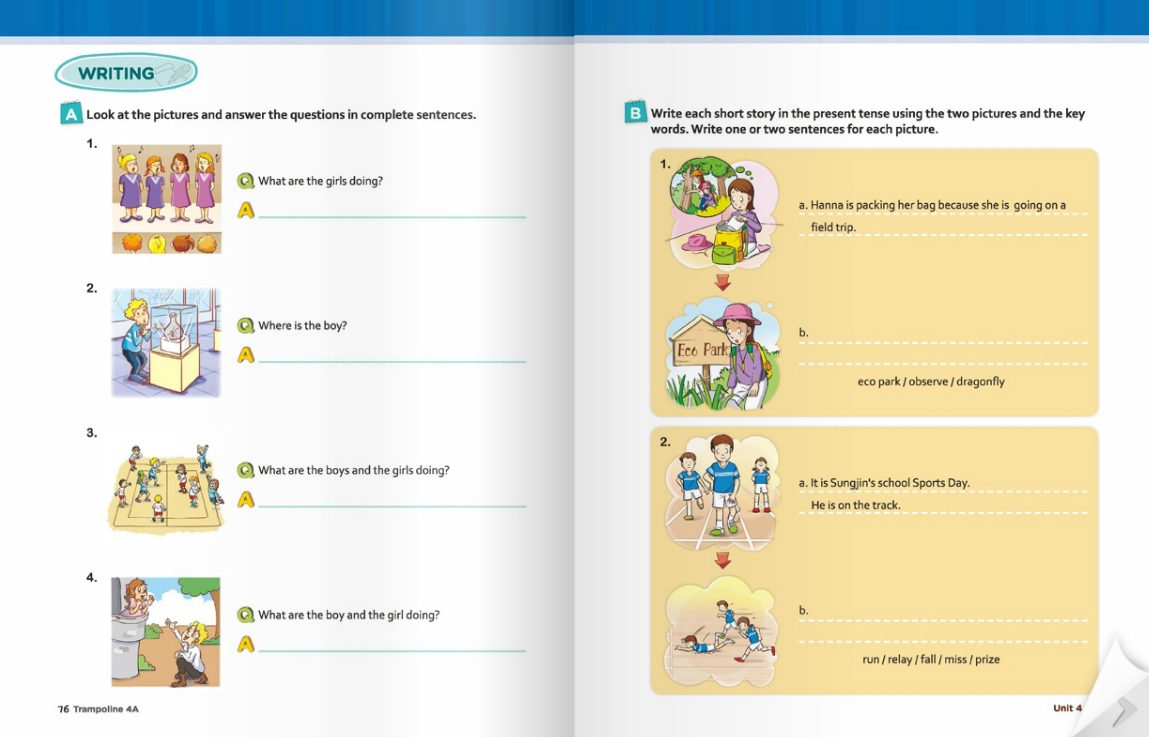 WRITING
A Look at the pictures and answer the questions in complete sentences.
1.
Q What are the girls doing?
A
2.
Q Where is the boy?
A
3.
Q What are the boys and the girls doing?
A
4.
Q What are the boy and the girl doing?
A
76 Trampoline 4A
B Write each short story in the present tense using the two pictures and the key
words. Write one or two sentences for each picture.
1.
a. Hanna is packing her bag because she is going on a
field trip.
Eco Park
b.
eco park / observe / dragonfly
2.
a. It is Sungjin's school Sports Day.
He is on the track.
b.
run / relay / fall / miss / prize
Unit 4